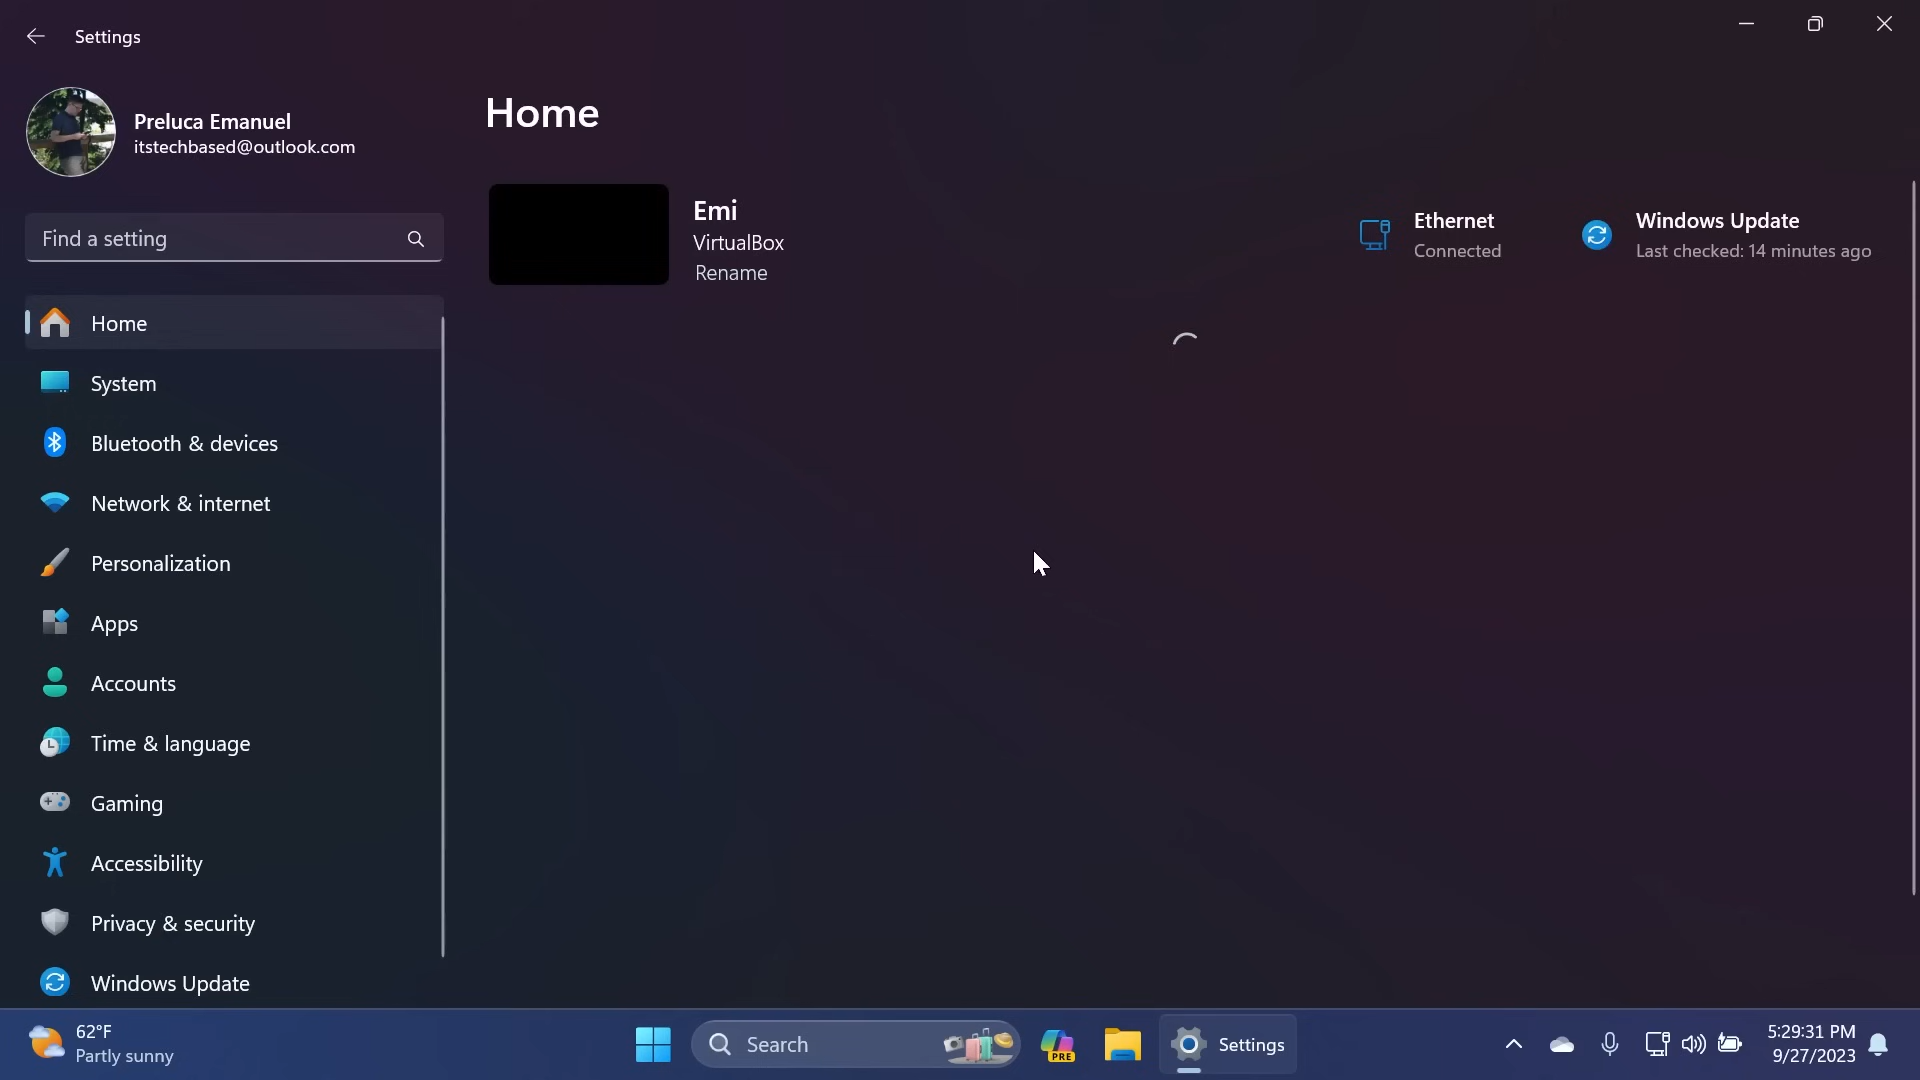 Settings
Preluca Emanuel
itstechbased@outlook.com
Find a setting
Home
System
Bluetooth & devices
Network & internet
Personalization
Apps
Accounts
Time & language
Gaming
Accessibility
Privacy & security
Windows Update
Home
Emi
VirtualBox
Rename
Ethernet
Connected
Windows Update
Last checked: 14 minutes ago
62°F
Partly sunny
Search
PRE
Settings
5:29:31 PM
9/27/2023